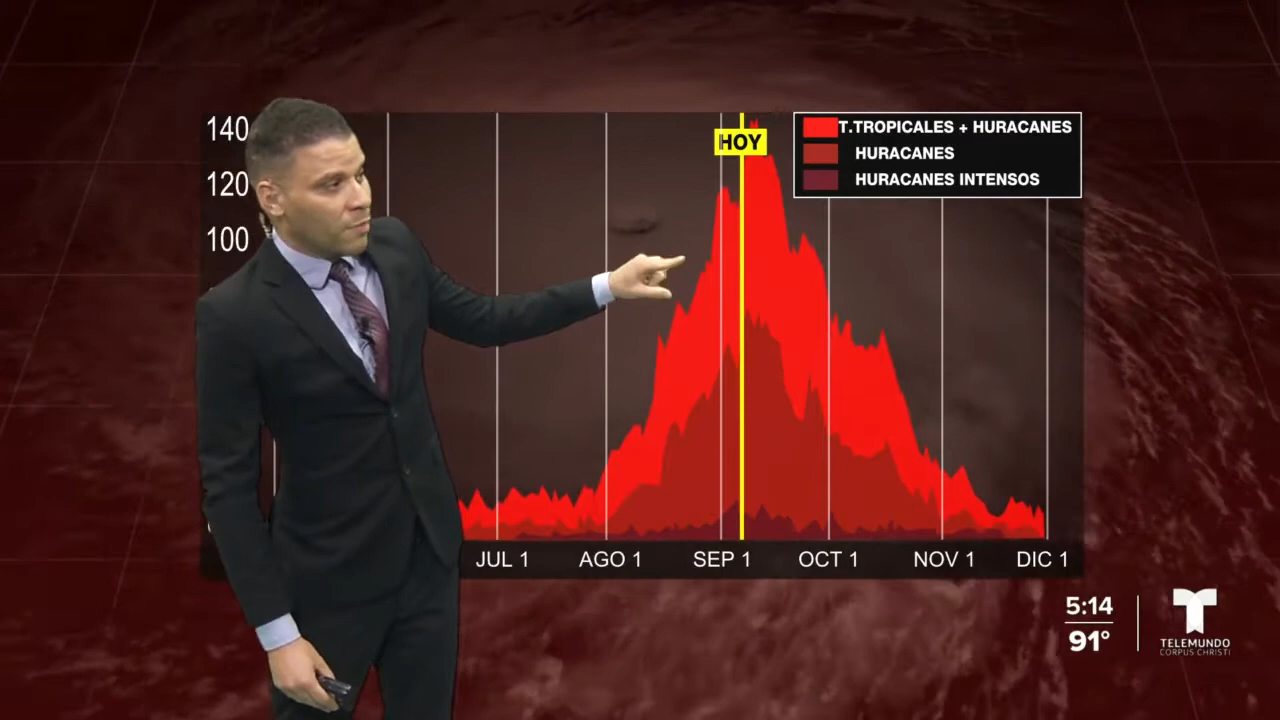 140
120
100
HOY
T.TROPICALES + HURACANES
HURACANES
HURACANES INTENSOS
JUL 1
AGO 1
SEP 1
OCT 1
NOV 1
DIC 1
5:14
91°
TELEMUNDO
CORPUS CHRISTI